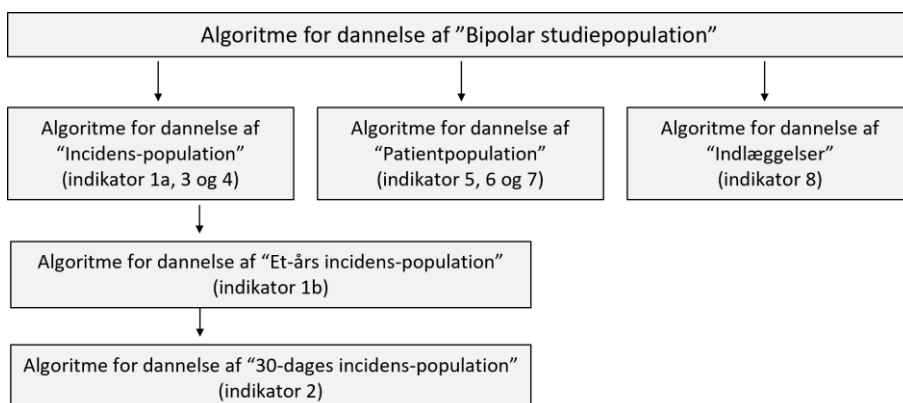 Algoritme for dannelse af ”Bipolar studiepopulation”
Algoritme for dannelse af
“Incidens-population”
(indikator 1a, 3 og 4)
Algoritme for dannelse af
“Patientpopulation”
(indikator 5, 6 og 7)
Algoritme for dannelse af
“Indlæggelser”
(indikator 8)
Algoritme for dannelse af “Et-års incidens-population”
(indikator 1b)
Algoritme for dannelse af “30-dages incidens-population”
(indikator 2)